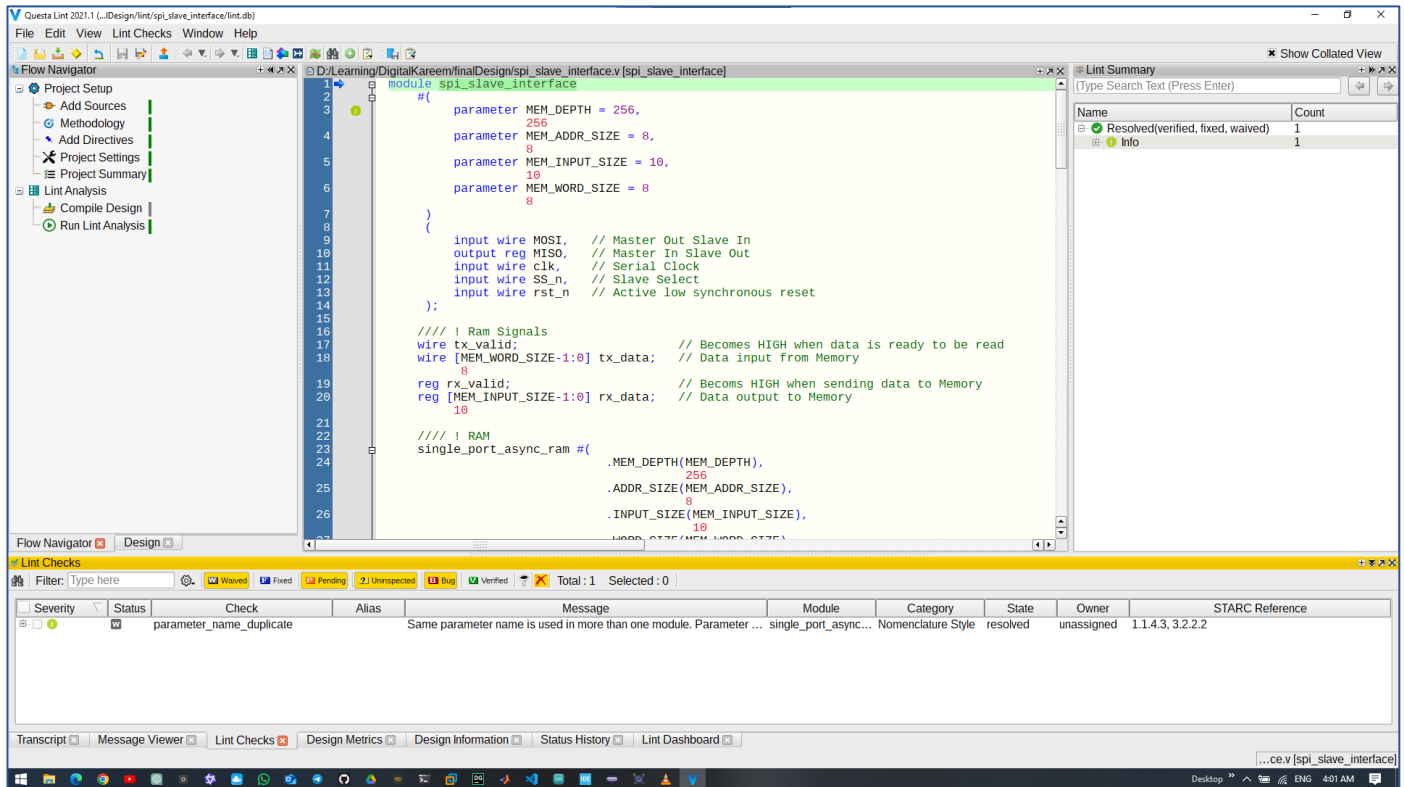 Questa Lint 2021.1 (...lDesign/lint/spi_slave_interface/lint.db)
File Edit View Lint Checks Window Help
Show Collated View
Flow Navigator
Project Setup
Add Sources
Methodology
Add Directives
Project Settings
Project Summary
Lint Analysis
Compile Design
Run Lint Analysis
Flow Navigator Design
D:/Learning/DigitalKareem/finalDesign/spi_slave_interface.v [spi_slave_interface]
1 module spi_slave_interface
2 #(
3 parameter MEM_DEPTH = 256,
256
4 parameter MEM_ADDR_SIZE = 8,
8
5 parameter MEM_INPUT_SIZE = 10,
10
6 parameter MEM_WORD_SIZE = 8
8
7 )
8 (
9 input wire MOSI, // Master Out Slave In
10 output reg MISO, // Master In Slave Out
11 input wire clk, // Serial Clock
12 input wire SS_n, // Slave Select
13 input wire rst_n // Active low synchronous reset
14 );
15
16 //// ! Ram Signals
17 wire tx_valid; // Becomes HIGH when data is ready to be read
18 wire [MEM_WORD_SIZE-1:0] tx_data; // Data input from Memory
8
19 reg rx_valid; // Becoms HIGH when sending data to Memory
20 reg [MEM_INPUT_SIZE-1:0] rx_data; // Data output to Memory
10
21
22 //// ! RAM
23 single_port_async_ram #(
24 .MEM_DEPTH(MEM_DEPTH),
256
25 .ADDR_SIZE(MEM_ADDR_SIZE),
8
26 .INPUT_SIZE(MEM_INPUT_SIZE),
10
27 .WORD_SIZE(MEM_WORD_SIZE)
Lint Summary
(Type Search Text (Press Enter)
Name Count
Resolved(verified, fixed, waived) 1
Info 1
Lint Checks
Filter: Type here Waived Fixed Pending Uninspected Bug Verified Total : 1 Selected : 0
Severity Status Check Alias Message Module Category State Owner STARC Reference
W parameter_name_duplicate Same parameter name is used in more than one module. Parameter ... single_port_async... Nomenclature Style resolved unassigned 1.1.4.3, 3.2.2.2
Transcript Message Viewer Lint Checks Design Metrics Design Information Status History Lint Dashboard
...ce.v [spi_slave_interface]
Desktop ENG 4:01 AM